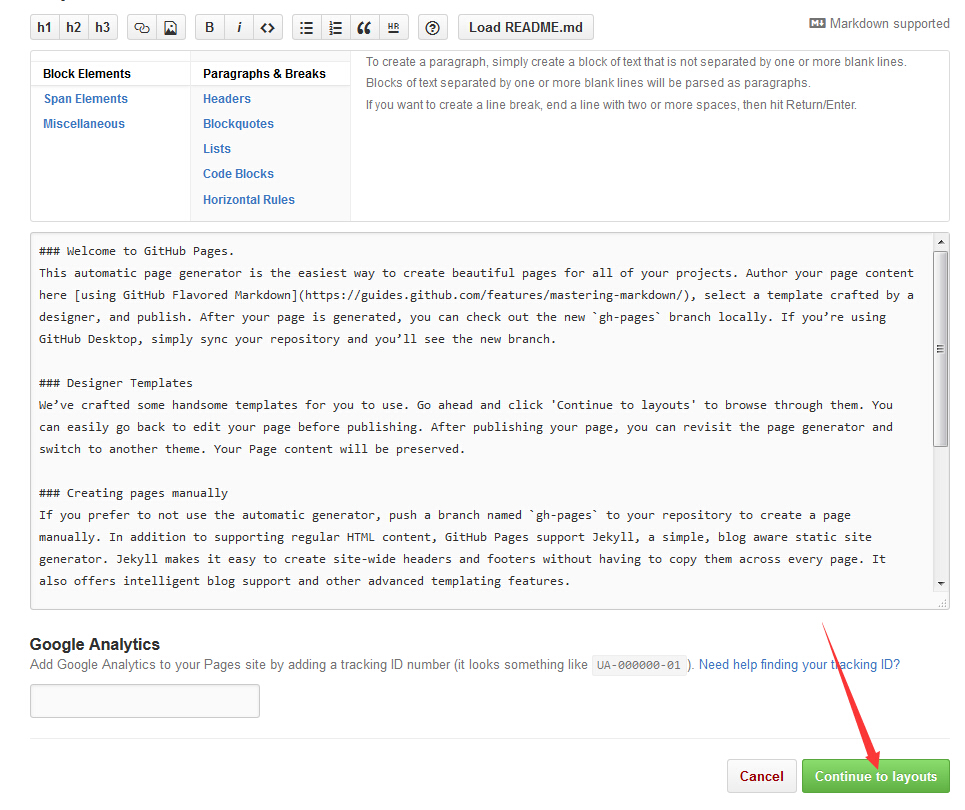 h1 h2 h3 B i <> HR Load README.md Markdown supported
Block Elements
Span Elements
Miscellaneous
Paragraphs & Breaks
Headers
Blockquotes
Lists
Code Blocks
Horizontal Rules
To create a paragraph, simply create a block of text that is not separated by one or more blank lines.
Blocks of text separated by one or more blank lines will be parsed as paragraphs.
If you want to create a line break, end a line with two or more spaces, then hit Return/Enter.
### Welcome to GitHub Pages.
This automatic page generator is the easiest way to create beautiful pages for all of your projects. Author your page content
here [using GitHub Flavored Markdown](https://guides.github.com/features/mastering-markdown/), select a template crafted by a
designer, and publish. After your page is generated, you can check out the new `gh-pages` branch locally. If you’re using
GitHub Desktop, simply sync your repository and you’ll see the new branch.
### Designer Templates
We’ve crafted some handsome templates for you to use. Go ahead and click 'Continue to layouts' to browse through them. You
can easily go back to edit your page before publishing. After publishing your page, you can revisit the page generator and
switch to another theme. Your Page content will be preserved.
### Creating pages manually
If you prefer to not use the automatic generator, push a branch named `gh-pages` to your repository to create a page
manually. In addition to supporting regular HTML content, GitHub Pages support Jekyll, a simple, blog aware static site
generator. Jekyll makes it easy to create site-wide headers and footers without having to copy them across every page. It
also offers intelligent blog support and other advanced templating features.
Google Analytics
Add Google Analytics to your Pages site by adding a tracking ID number (it looks something like UA-000000-01). Need help finding your tracking ID?
Cancel Continue to layouts